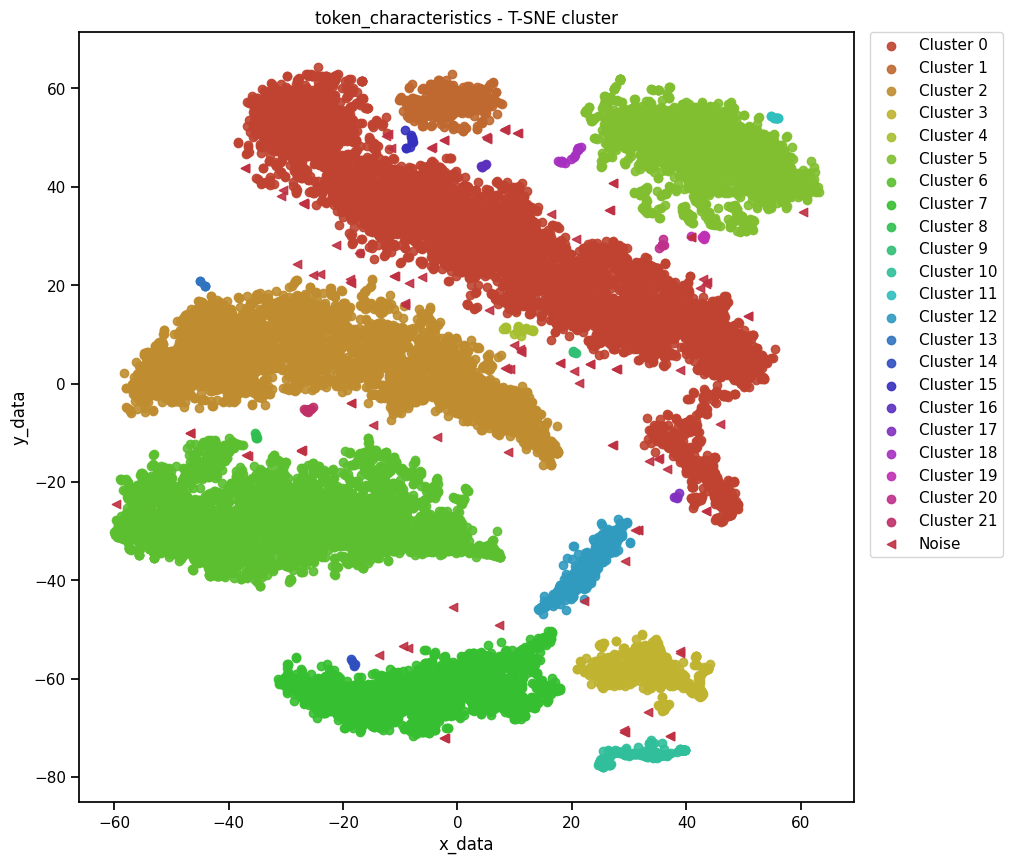 token_characteristics - T-SNE cluster
60
40
20
0
−20
−40
−60
−80
y_data
−60
−40
−20
0
20
40
60
x_data
Cluster 0
Cluster 1
Cluster 2
Cluster 3
Cluster 4
Cluster 5
Cluster 6
Cluster 7
Cluster 8
Cluster 9
Cluster 10
Cluster 11
Cluster 12
Cluster 13
Cluster 14
Cluster 15
Cluster 16
Cluster 17
Cluster 18
Cluster 19
Cluster 20
Cluster 21
Noise